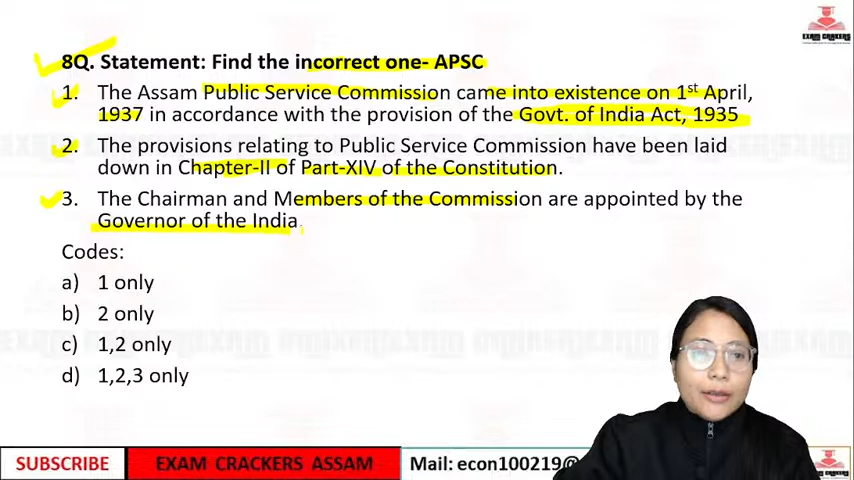 EXAM CRACKERS
8Q. Statement: Find the incorrect one- APSC
1. The Assam Public Service Commission came into existence on 1st April,
1937 in accordance with the provision of the Govt. of India Act, 1935
2. The provisions relating to Public Service Commission have been laid
down in Chapter-II of Part-XIV of the Constitution.
3. The Chairman and Members of the Commission are appointed by the
Governor of the India.
Codes:
a) 1 only
b) 2 only
c) 1,2 only
d) 1,2,3 only
SUBSCRIBE
EXAM CRACKERS ASSAM
Mail: econ100219@